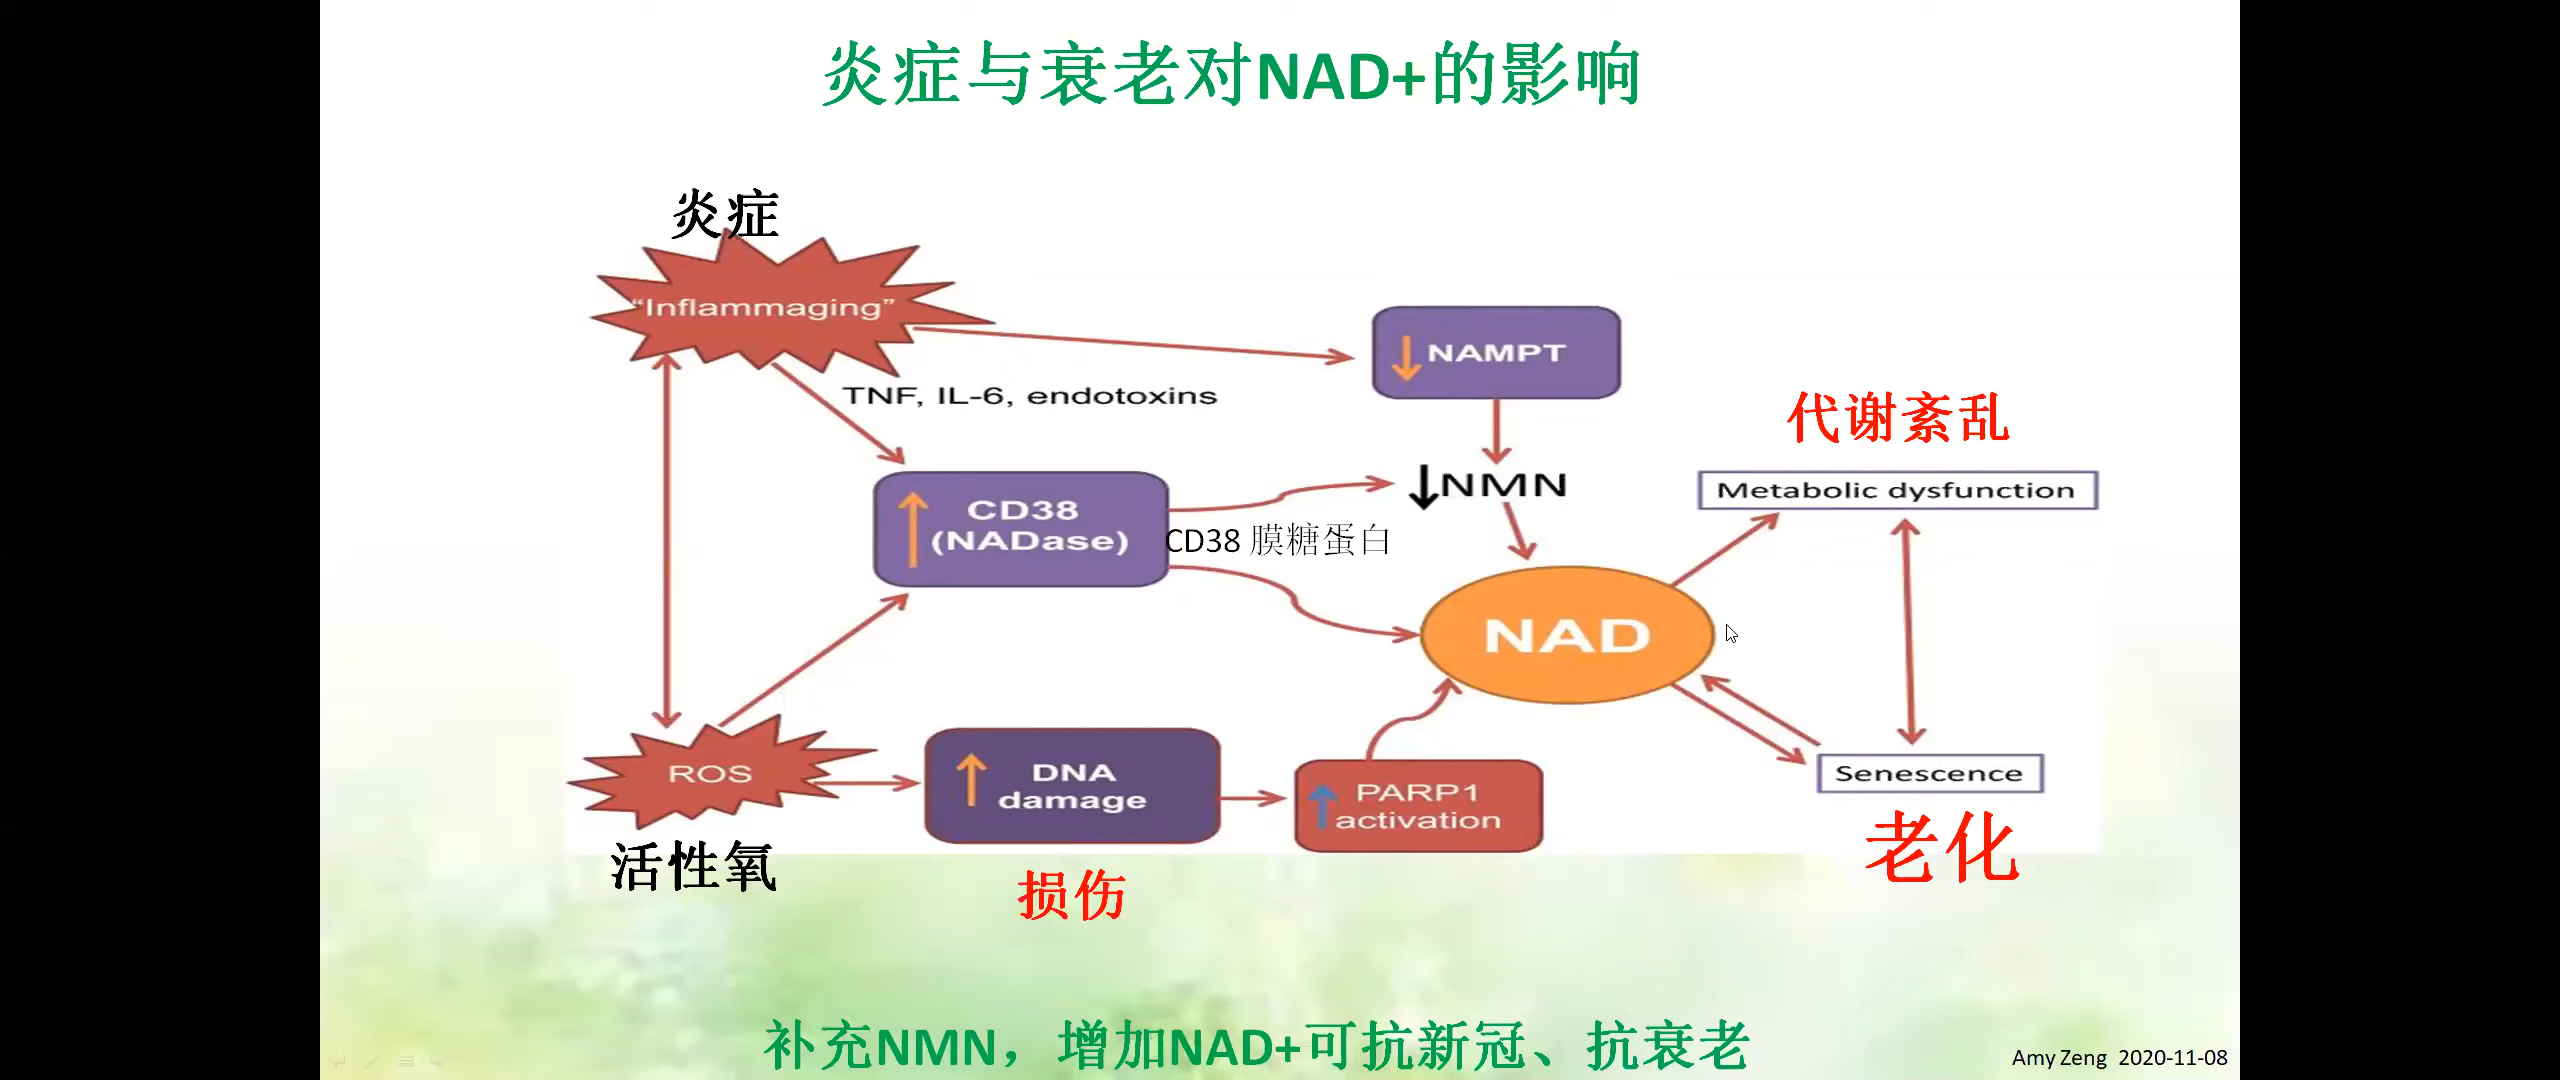 炎症与衰老对NAD+的影响
炎症
“Inflammaging”
NAMPT
TNF, IL-6, endotoxins
代谢紊乱
NMN
Metabolic dysfunction
CD38
(NADase)
CD38 膜糖蛋白
NAD
ROS
DNA
damage
PARP1
activation
Senescence
活性氧
损伤
老化
补充NMN，增加NAD+可抗新冠、抗衰老
Amy Zeng 2020-11-08